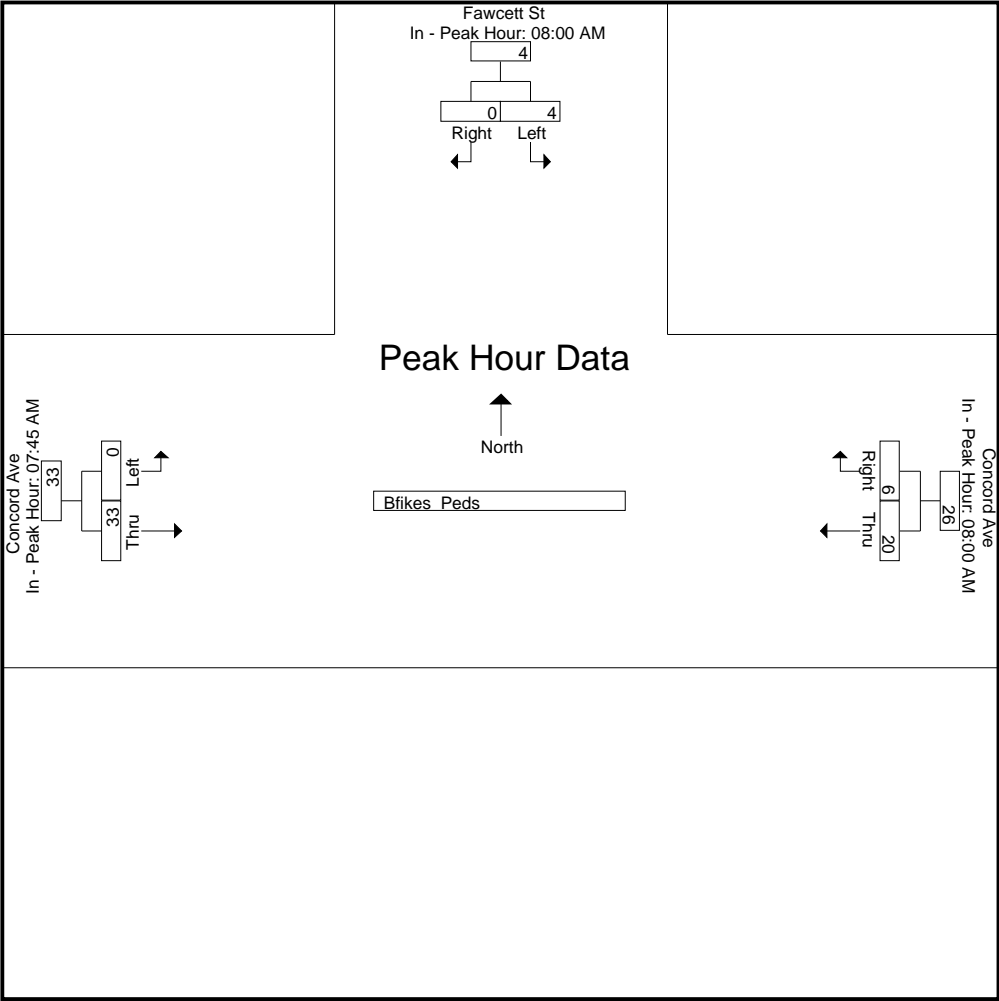 Fawcett St
In - Peak Hour: 08:00 AM
4
0 4
Right Left
Peak Hour Data
North
Bfikes Peds
Concord Ave
In - Peak Hour: 07:45 AM
33
0 33
Left Thru
Concord Ave
In - Peak Hour: 08:00 AM
26
6 20
Right Thru